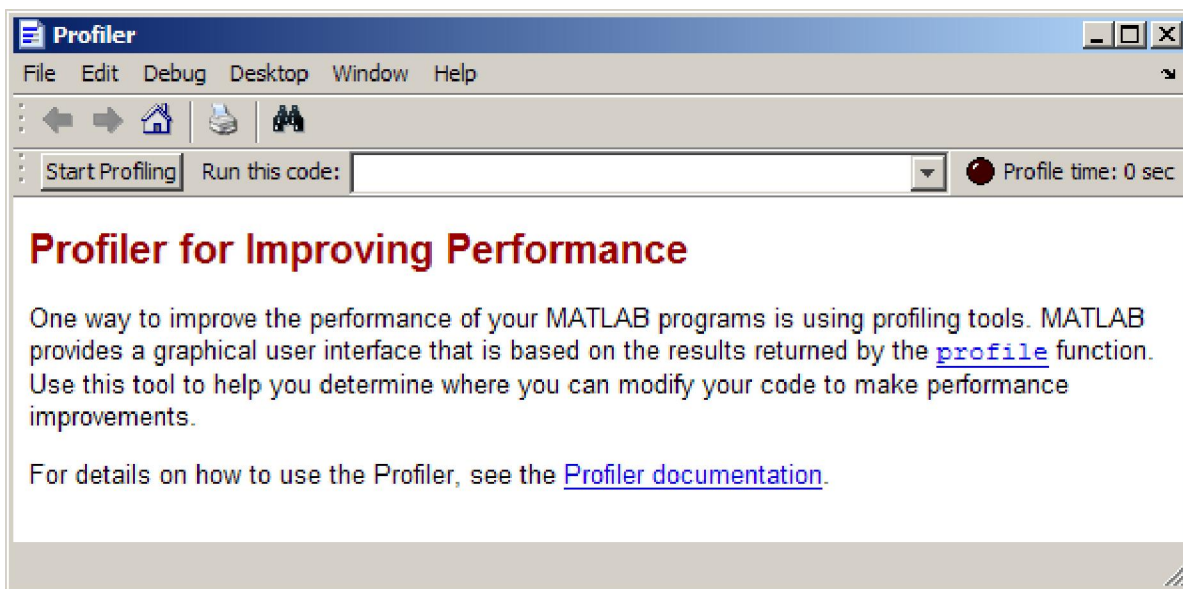 Profiler
File Edit Debug Desktop Window Help
Start Profiling Run this code: Profile time: 0 sec
Profiler for Improving Performance
One way to improve the performance of your MATLAB programs is using profiling tools. MATLAB
provides a graphical user interface that is based on the results returned by the profile function.
Use this tool to help you determine where you can modify your code to make performance
improvements.
For details on how to use the Profiler, see the Profiler documentation.